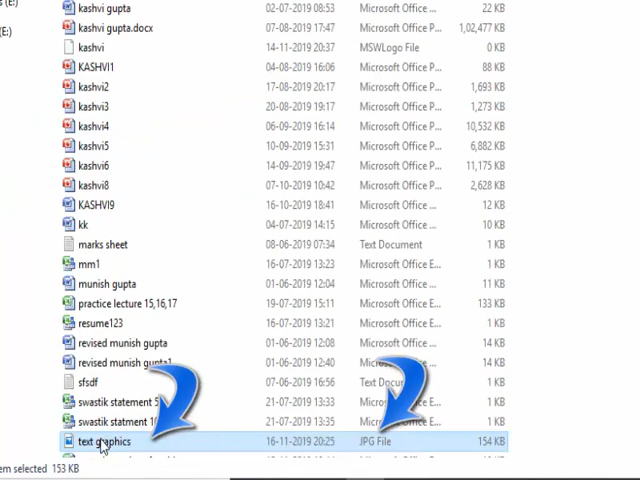 s (E:)
(E:)
kashvi gupta 02-07-2019 08:53 Microsoft Office P... 22 KB
kashvi gupta.docx 07-08-2019 17:47 Microsoft Office P... 1,02,477 KB
kashvi 14-11-2019 20:37 MSWLogo File 0 KB
KASHVI1 04-08-2019 16:06 Microsoft Office P... 88 KB
kashvi2 17-08-2019 20:17 Microsoft Office P... 1,693 KB
kashvi3 20-08-2019 19:17 Microsoft Office P... 1,273 KB
kashvi4 06-09-2019 16:14 Microsoft Office P... 10,532 KB
kashvi5 10-09-2019 15:31 Microsoft Office P... 6,882 KB
kashvi6 14-09-2019 19:47 Microsoft Office P... 11,175 KB
kashvi8 07-10-2019 10:42 Microsoft Office P... 2,628 KB
KASHVI9 16-10-2019 18:41 Microsoft Office ... 12 KB
kk 04-07-2019 14:15 Microsoft Office ... 10 KB
marks sheet 08-06-2019 07:34 Text Document 1 KB
mm1 16-07-2019 13:23 Microsoft Office E... 1 KB
munish gupta 01-06-2019 12:04 Microsoft Office ... 11 KB
practice lecture 15,16,17 19-07-2019 15:11 Microsoft Office E... 133 KB
resume123 16-07-2019 13:21 Microsoft Office E... 1 KB
revised munish gupta 01-06-2019 12:08 Microsoft Office ... 14 KB
revised munish gupta1 01-06-2019 12:40 Microsoft Office ... 14 KB
sfsdf 07-06-2019 16:56 Text Docu 1 KB
swastik statement 5 21-07-2019 13:33 Microsoft E... 1 KB
swastik statment 1 21-07-2019 13:35 Micro E... 1 KB
text graphics 16-11-2019 20:25 JPG File 154 KB
em selected 153 KB